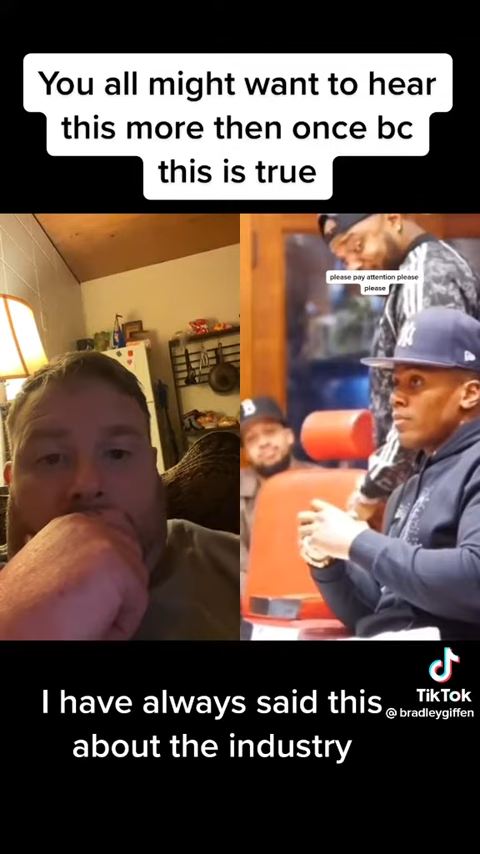 You all might want to hear
this more then once bc
this is true
please pay attention please
please
B
NY
I have always said this
about the industry
TikTok
@ bradleygiffen